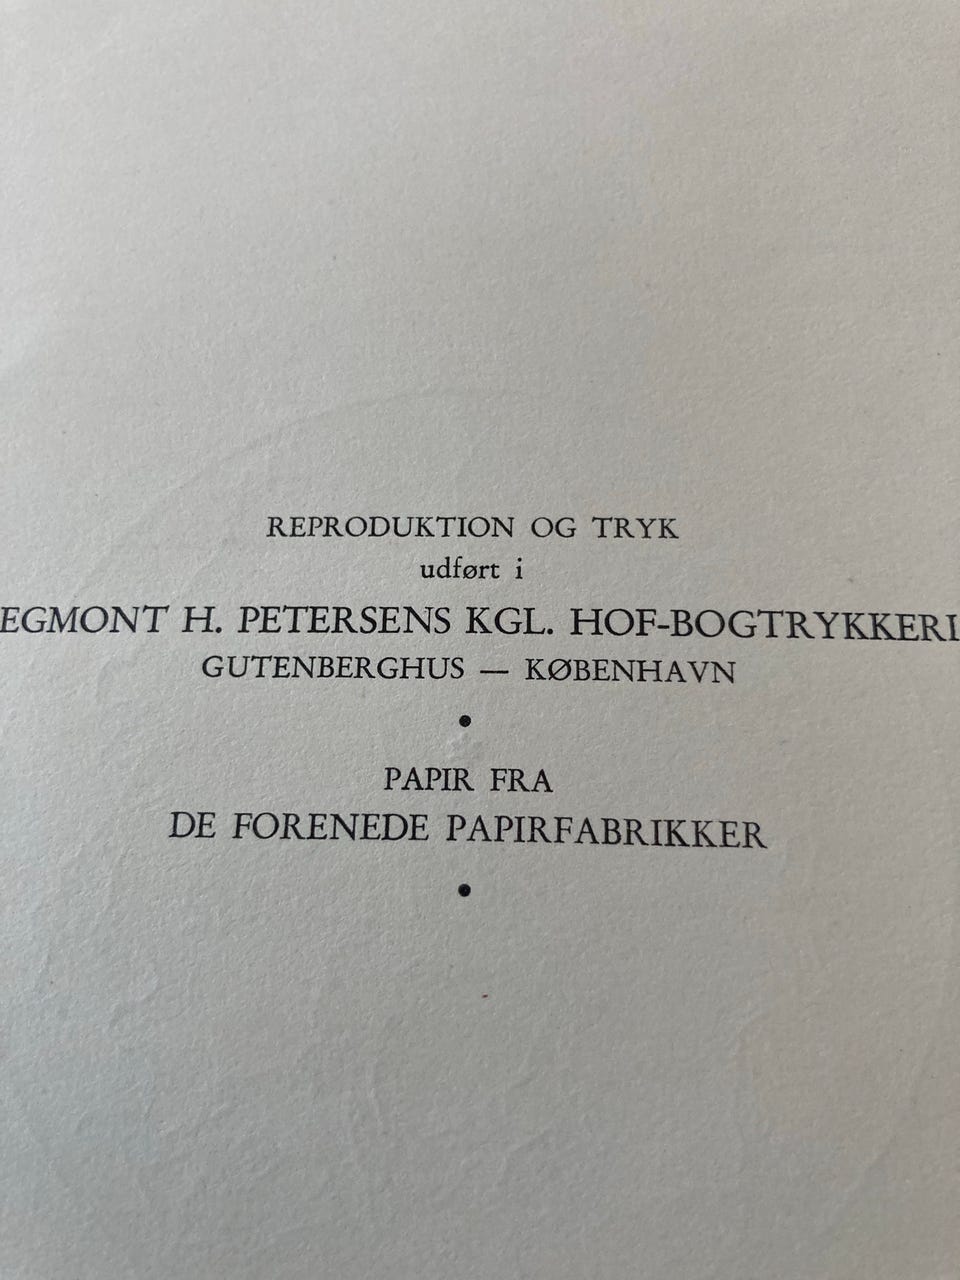 REPRODUKTION OG TRYK
udført i
EGMONT H. PETERSENS KGL. HOF-BOGTRYKKERI
GUTENBERGHUS — KØBENHAVN
•
PAPIR FRA
DE FORENEDE PAPIRFABRIKKER
•